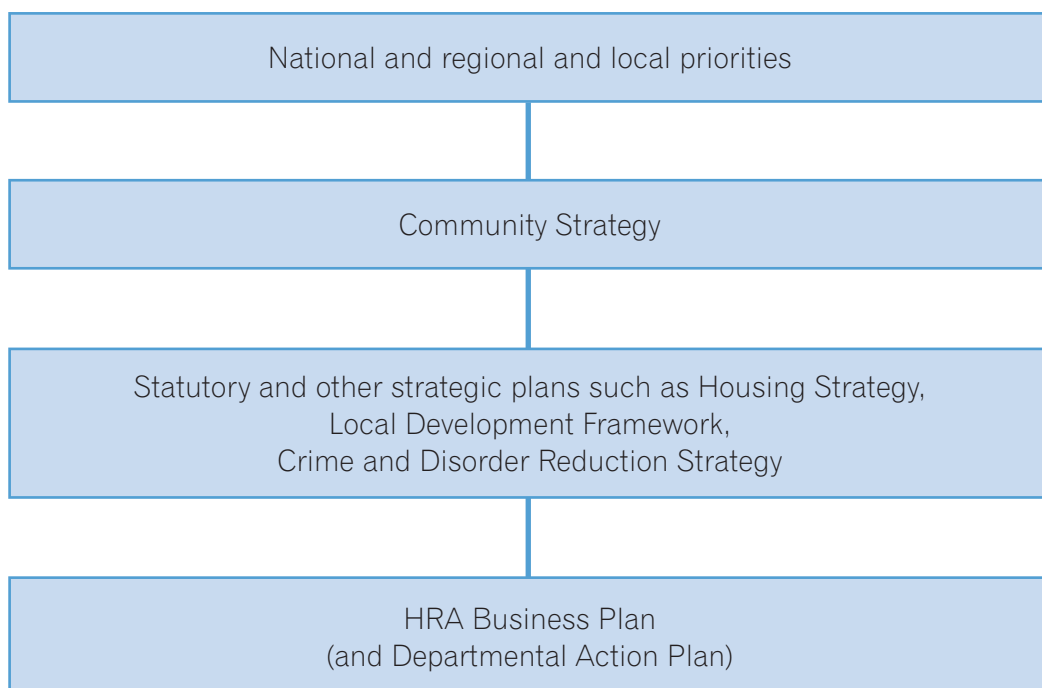 National and regional and local priorities
Community Strategy
Statutory and other strategic plans such as Housing Strategy,
Local Development Framework,
Crime and Disorder Reduction Strategy
HRA Business Plan
(and Departmental Action Plan)